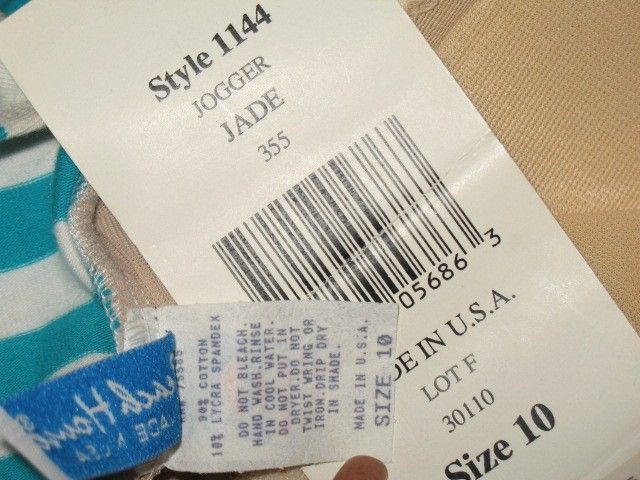 Style 1144
JOGGER
JADE
355
05686 3
DE IN U.S.A.
LOT F
30110
Size 10
90% COTTON
10% LYCRA SPANDEX
DO NOT BLEACH.
HAND WASH.RINSE
IN COOL WATER.
DO NOT PUT IN
DRYER.DO NOT
TWIST WRING OR
IRON.DRIP DRY
IN SHADE.
MADE IN U.S.A.
SIZE 10